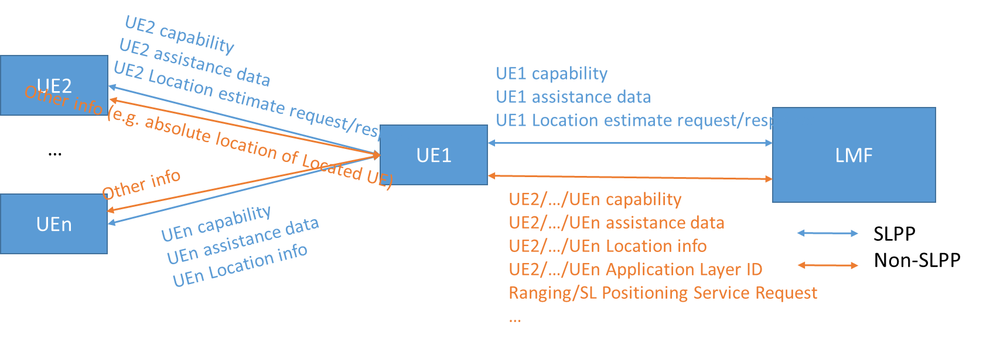 UE2 capability
UE2 assistance data
UE2 Location estimate request/res
UE2
Other info (e.g. absolute location of Located UE)
...
Other info
UEn
UEn capability
UEn assistance data
UEn Location info
UE1
UE1 capability
UE1 assistance data
UE1 Location estimate request/resp
LMF
UE2/.../UEn capability
UE2/.../UEn assistance data
UE2/.../UEn Location info
UE2/.../UEn Application Layer ID
Ranging/SL Positioning Service Request
...
SLPP
Non-SLPP